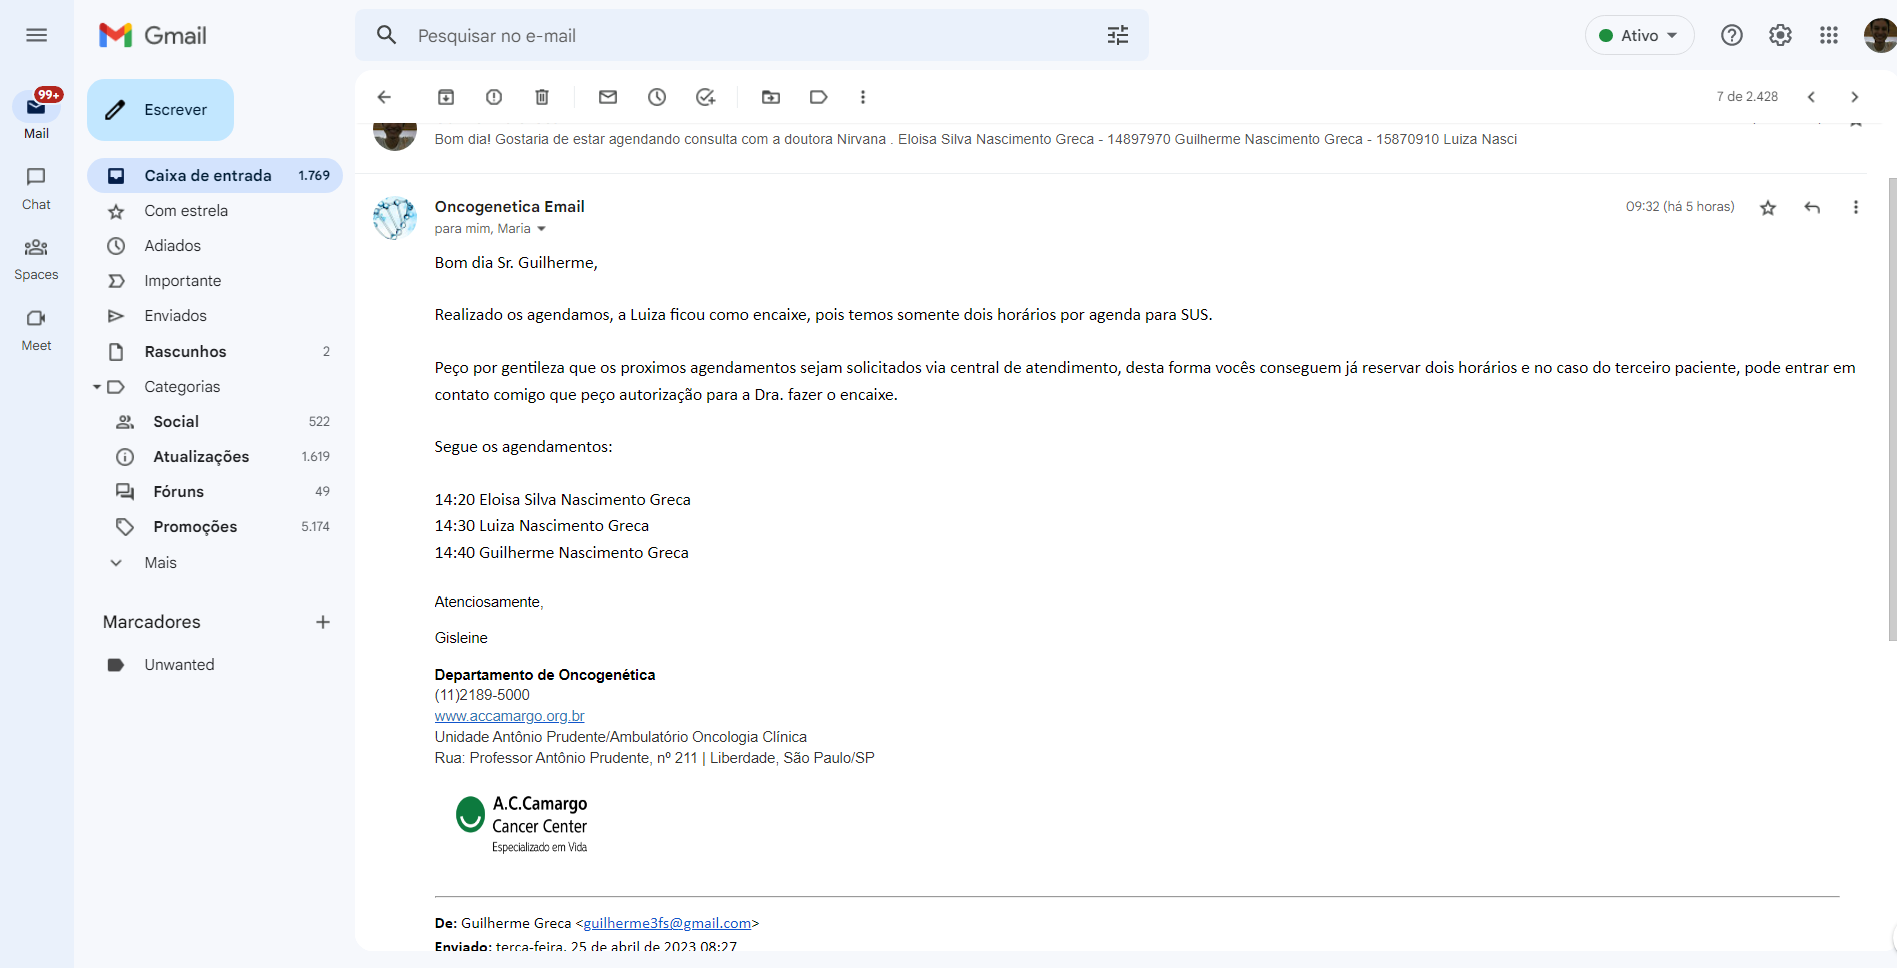 Gmail
Pesquisar no e-mail
Ativo
99+
Mail
Chat
Spaces
Meet
Escrever
Caixa de entrada 1.769
Com estrela
Adiados
Importante
Enviados
Rascunhos 2
Categorias
Social 522
Atualizações 1.619
Fóruns 49
Promoções 5.174
Mais
Marcadores
Unwanted
7 de 2.428
Bom dia! Gostaria de estar agendando consulta com a doutora Nirvana . Eloisa Silva Nascimento Greca - 14897970 Guilherme Nascimento Greca - 15870910 Luiza Nasci
Oncogenetica Email
09:32 (há 5 horas)
para mim, Maria
Bom dia Sr. Guilherme,
Realizado os agendamos, a Luiza ficou como encaixe, pois temos somente dois horários por agenda para SUS.
Peço por gentileza que os proximos agendamentos sejam solicitados via central de atendimento, desta forma vocês conseguem já reservar dois horários e no caso do terceiro paciente, pode entrar em
contato comigo que peço autorização para a Dra. fazer o encaixe.
Segue os agendamentos:
14:20 Eloisa Silva Nascimento Greca
14:30 Luiza Nascimento Greca
14:40 Guilherme Nascimento Greca
Atenciosamente,
Gisleine
Departamento de Oncogenética
(11)2189-5000
www.accamargo.org.br
Unidade Antônio Prudente/Ambulatório Oncologia Clínica
Rua: Professor Antônio Prudente, nº 211 | Liberdade, São Paulo/SP
A.C.Camargo
Cancer Center
Especializado em Vida
De: Guilherme Greca <guilherme3fs@gmail.com>
Enviado: terça-feira, 25 de abril de 2023 08:27